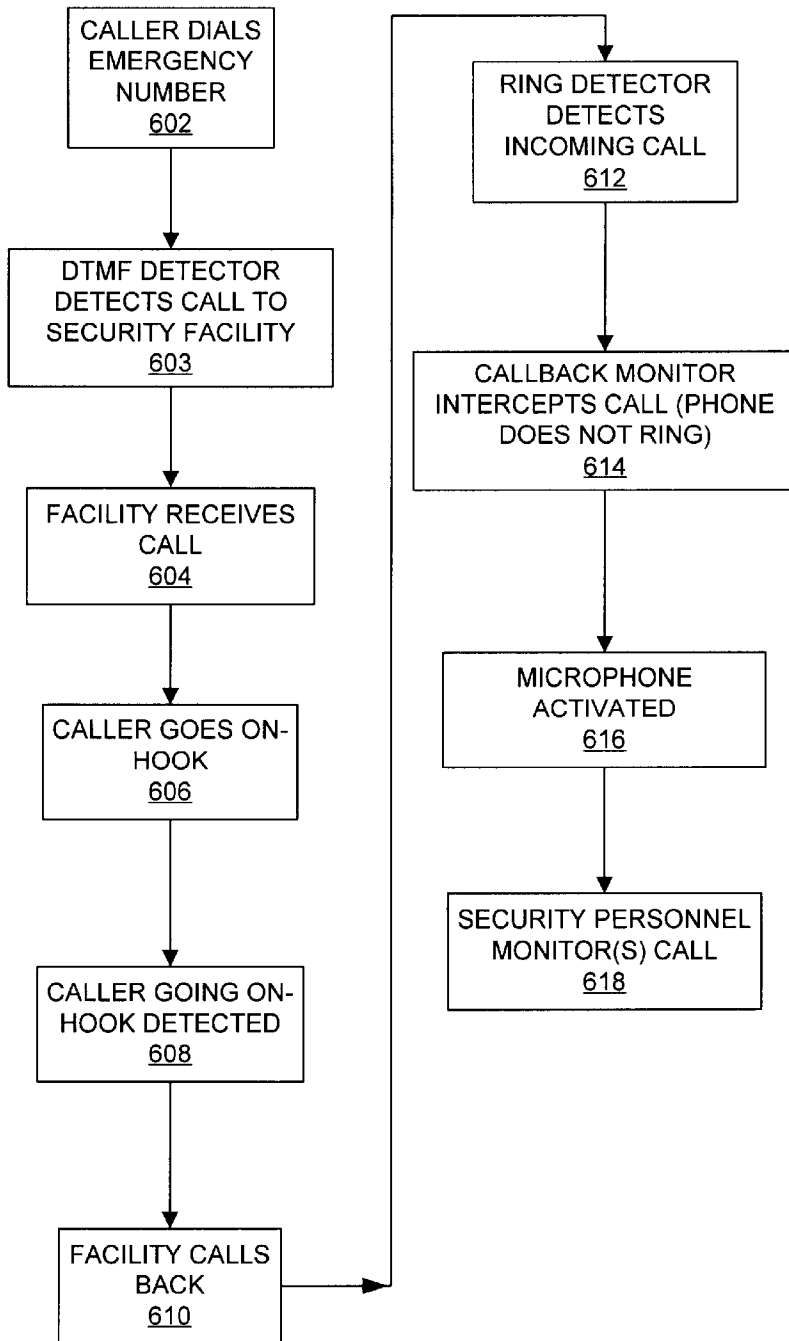 CALLER DIALS
EMERGENCY
NUMBER
602
DTMF DETECTOR
DETECTS CALL TO
SECURITY FACILITY
603
FACILITY RECEIVES
CALL
604
CALLER GOES ON-
HOOK
606
CALLER GOING ON-
HOOK DETECTED
608
FACILITY CALLS
BACK
610
RING DETECTOR
DETECTS
INCOMING CALL
612
CALLBACK MONITOR
INTERCEPTS CALL (PHONE
DOES NOT RING)
614
MICROPHONE
ACTIVATED
616
SECURITY PERSONNEL
MONITOR(S) CALL
618